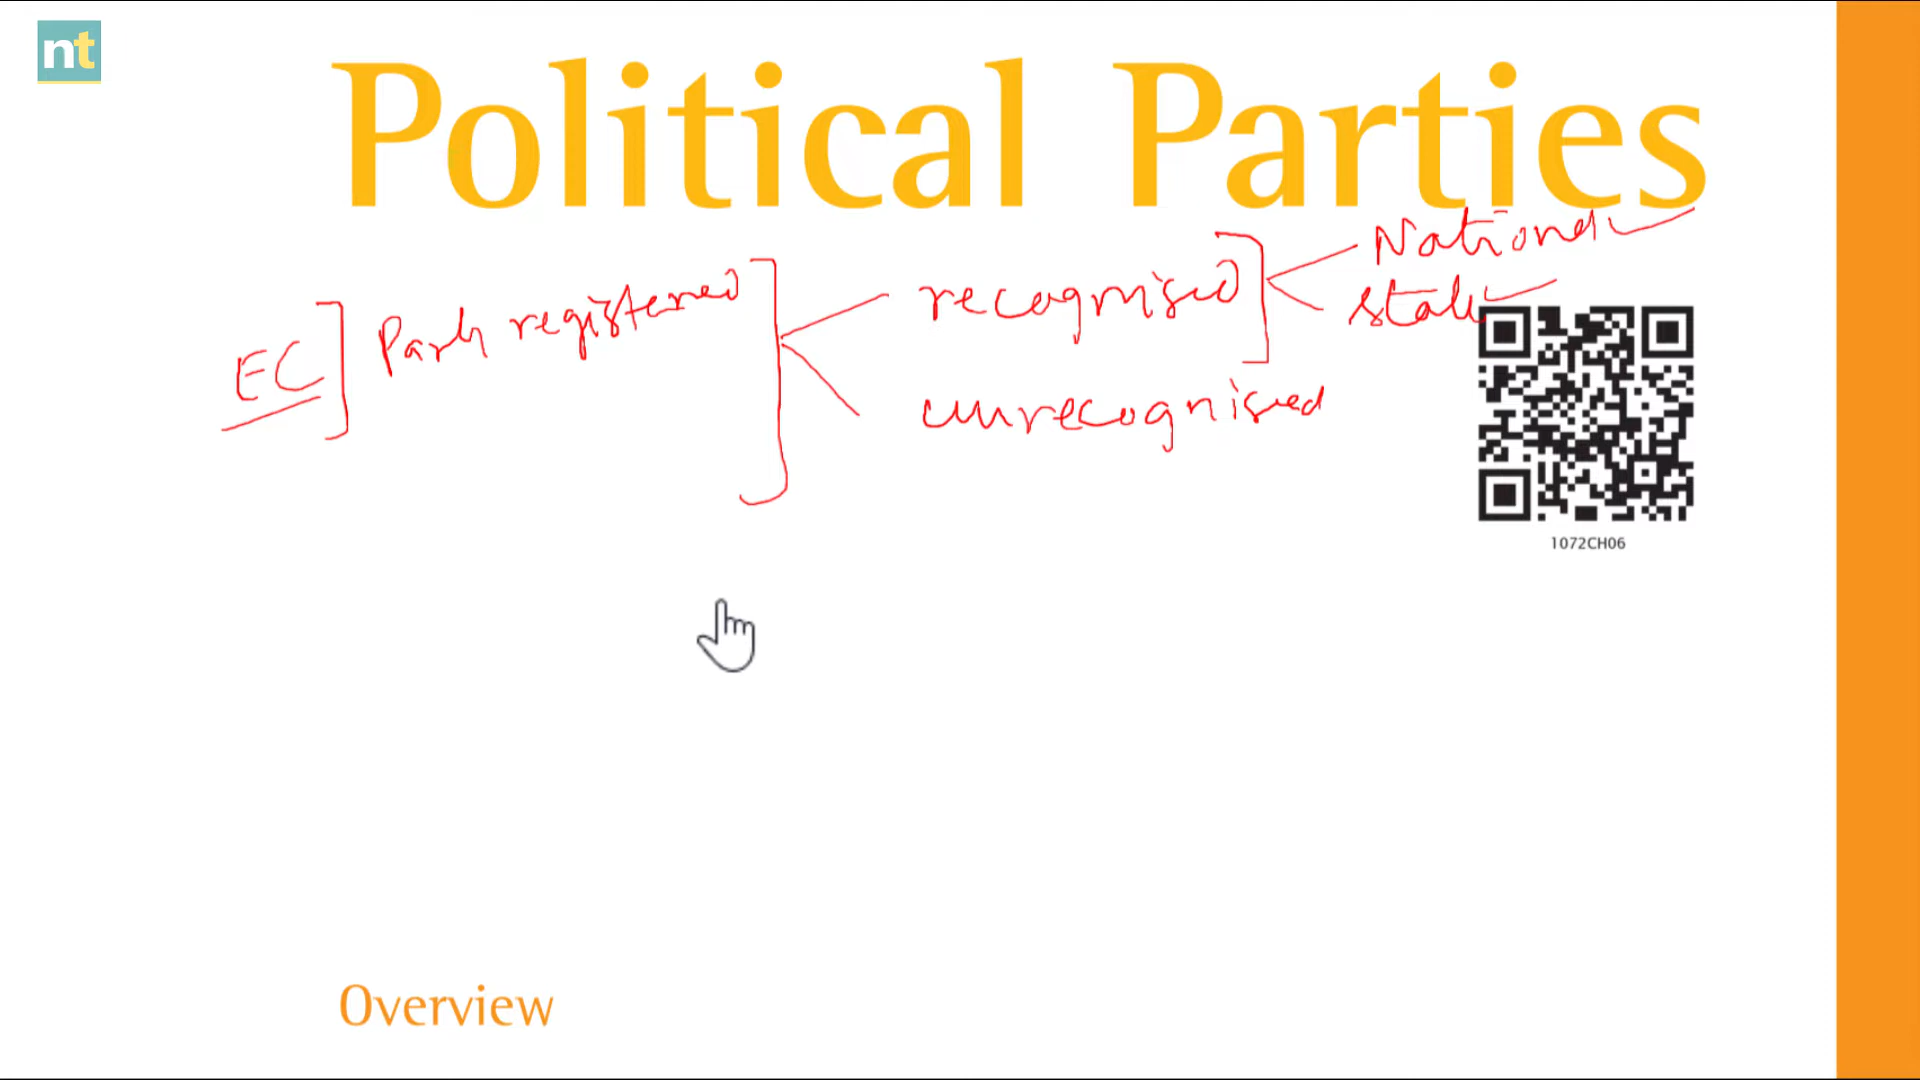 nt
Political Parties
EC Party registered
recognised
National
state
unrecognised
1072CH06
Overview